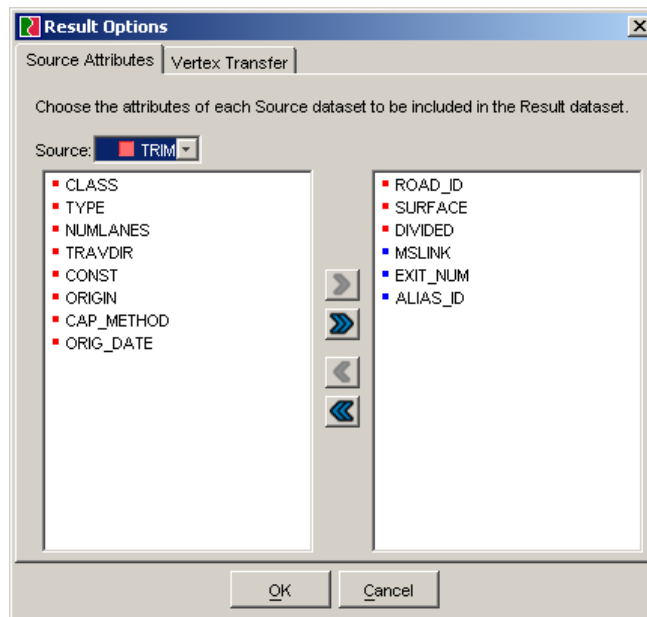 Result Options
Source Attributes Vertex Transfer
Choose the attributes of each Source dataset to be included in the Result dataset.
Source: TRIM
CLASS
TYPE
NUMLANES
TRAVDIR
CONST
ORIGIN
CAP_METHOD
ORIG_DATE
ROAD_ID
SURFACE
DIVIDED
MSLINK
EXIT_NUM
ALIAS_ID
OK Cancel